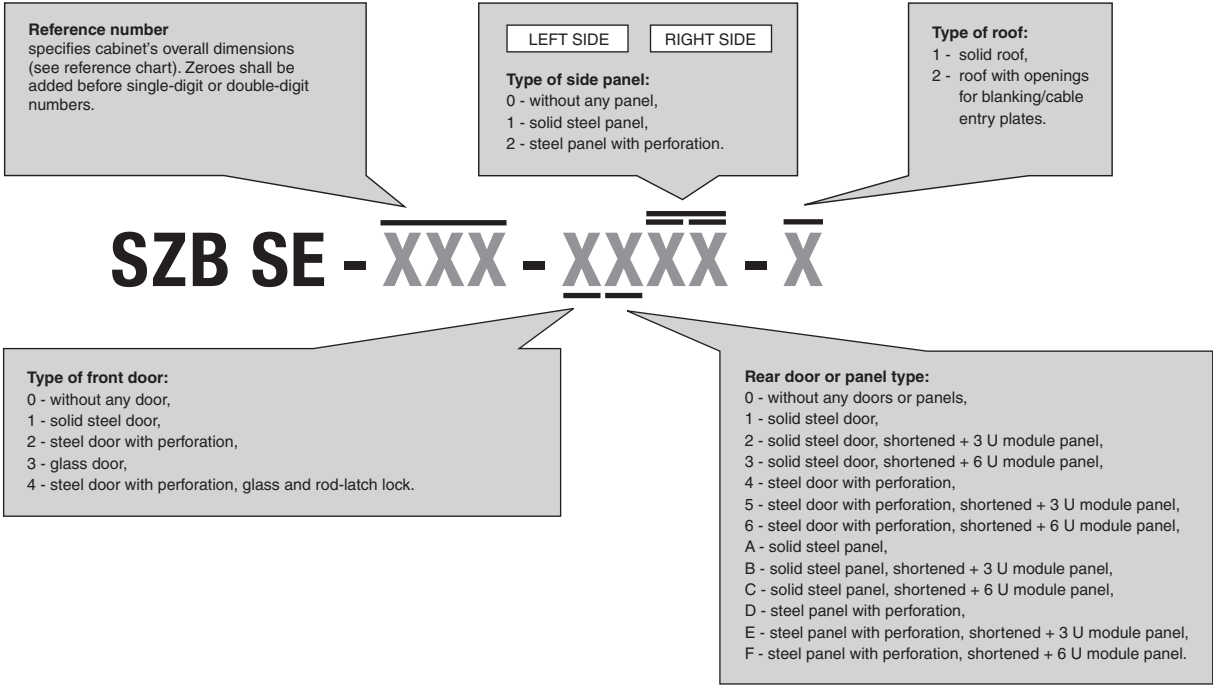 Reference number
specifies cabinet's overall dimensions
(see reference chart). Zeroes shall be
added before single-digit or double-digit
numbers.
LEFT SIDE
RIGHT SIDE
Type of side panel:
0 - without any panel,
1 - solid steel panel,
2 - steel panel with perforation.
Type of roof:
1 - solid roof,
2 - roof with openings
for blanking/cable
entry plates.
SZB SE - XXX - XXXX - X
Type of front door:
0 - without any door,
1 - solid steel door,
2 - steel door with perforation,
3 - glass door,
4 - steel door with perforation, glass and rod-latch lock.
Rear door or panel type:
0 - without any doors or panels,
1 - solid steel door,
2 - solid steel door, shortened + 3 U module panel,
3 - solid steel door, shortened + 6 U module panel,
4 - steel door with perforation,
5 - steel door with perforation, shortened + 3 U module panel,
6 - steel door with perforation, shortened + 6 U module panel,
A - solid steel panel,
B - solid steel panel, shortened + 3 U module panel,
C - solid steel panel, shortened + 6 U module panel,
D - steel panel with perforation,
E - steel panel with perforation, shortened + 3 U module panel,
F - steel panel with perforation, shortened + 6 U module panel.